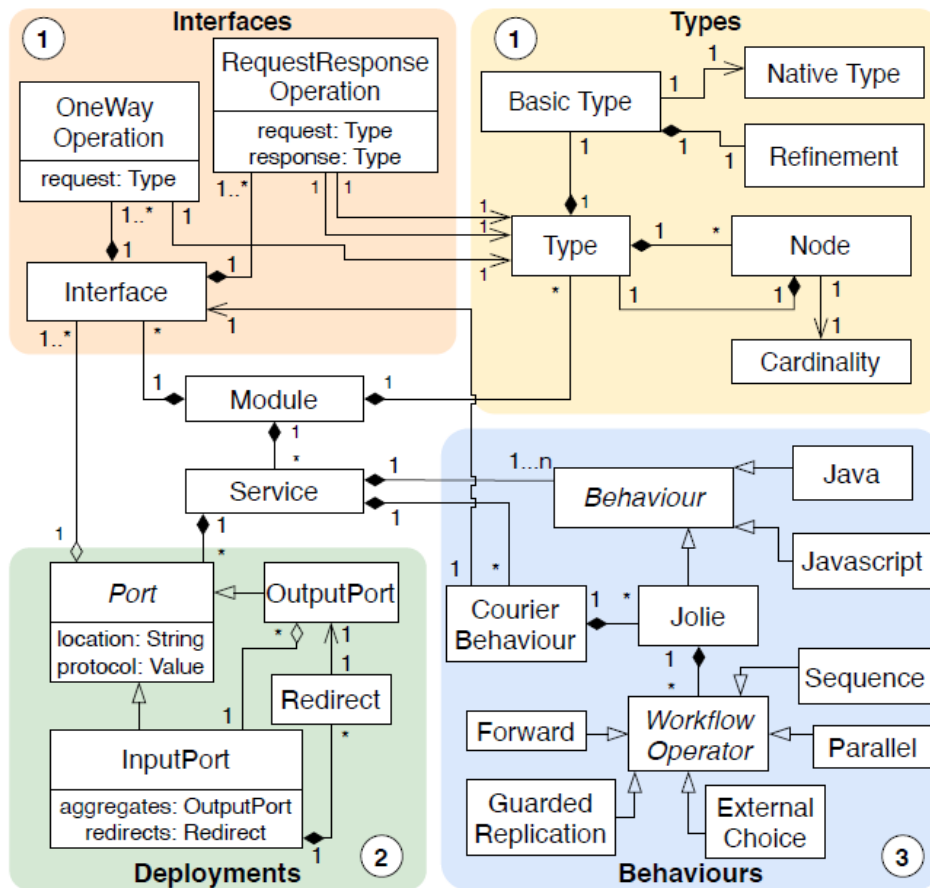 Interfaces
1
OneWay
Operation
request: Type
RequestResponse
Operation
request: Type
response: Type
1..*
1
1..*
1
1
1
1
Interface
1..*
*
1
Types
1
Basic Type
1
1
Native Type
1
1
Refinement
1
1
1
1
1
Type
1
*
Node
*
1
1
1
1
Cardinality
1
Module
1
1
*
Service
1
1
1
*
1
Port
location: String
protocol: Value
OutputPort
*
1
1
Redirect
1
*
InputPort
aggregates: OutputPort
redirects: Redirect
1
Deployments
2
1...n
Behaviour
Java
Javascript
1
*
Courier
Behaviour
1
*
Jolie
1
*
Sequence
Forward
Workflow
Operator
Parallel
Guarded
Replication
External
Choice
Behaviours
3